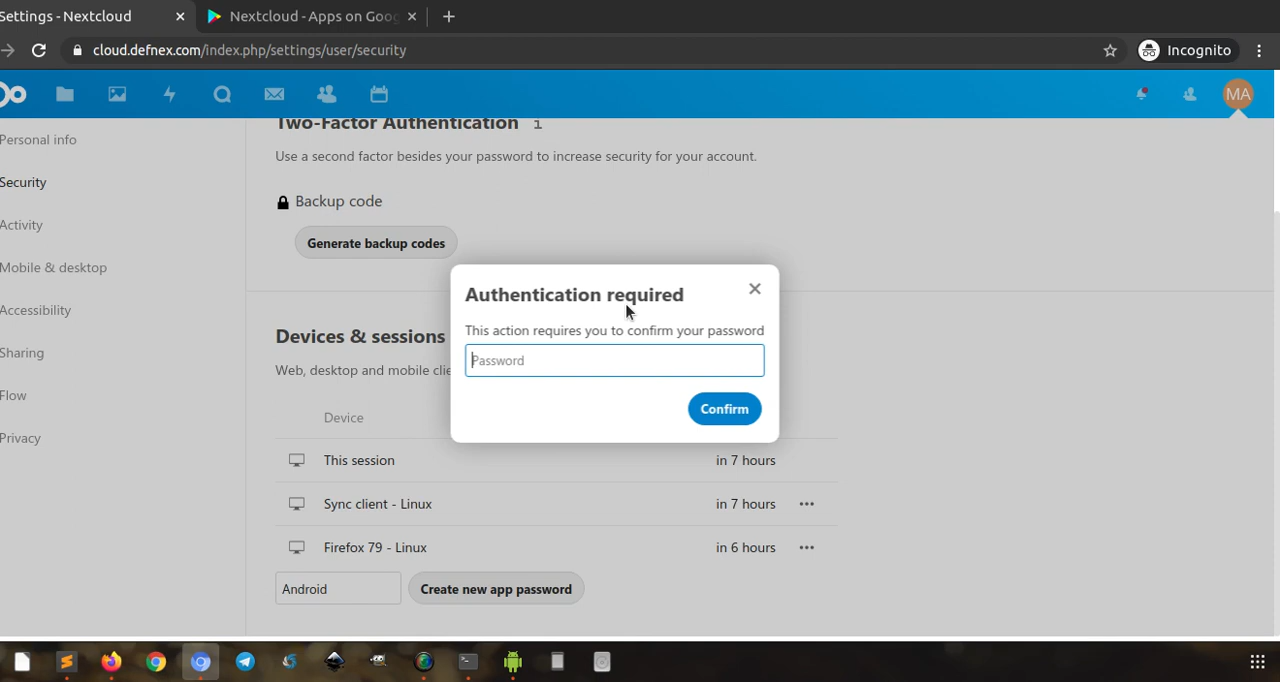 Settings - Nextcloud
Nextcloud - Apps on Goog
cloud.defnex.com/index.php/settings/user/security
Incognito
MA
Personal info
Security
Activity
Mobile & desktop
Accessibility
Sharing
Flow
Privacy
Two-Factor Authentication i
Use a second factor besides your password to increase security for your account.
Backup code
Generate backup codes
Authentication required
This action requires you to confirm your password
Password
Confirm
Devices & sessions
Web, desktop and mobile clie
Device
This session in 7 hours
Sync client - Linux in 7 hours
Firefox 79 - Linux in 6 hours
Android Create new app password